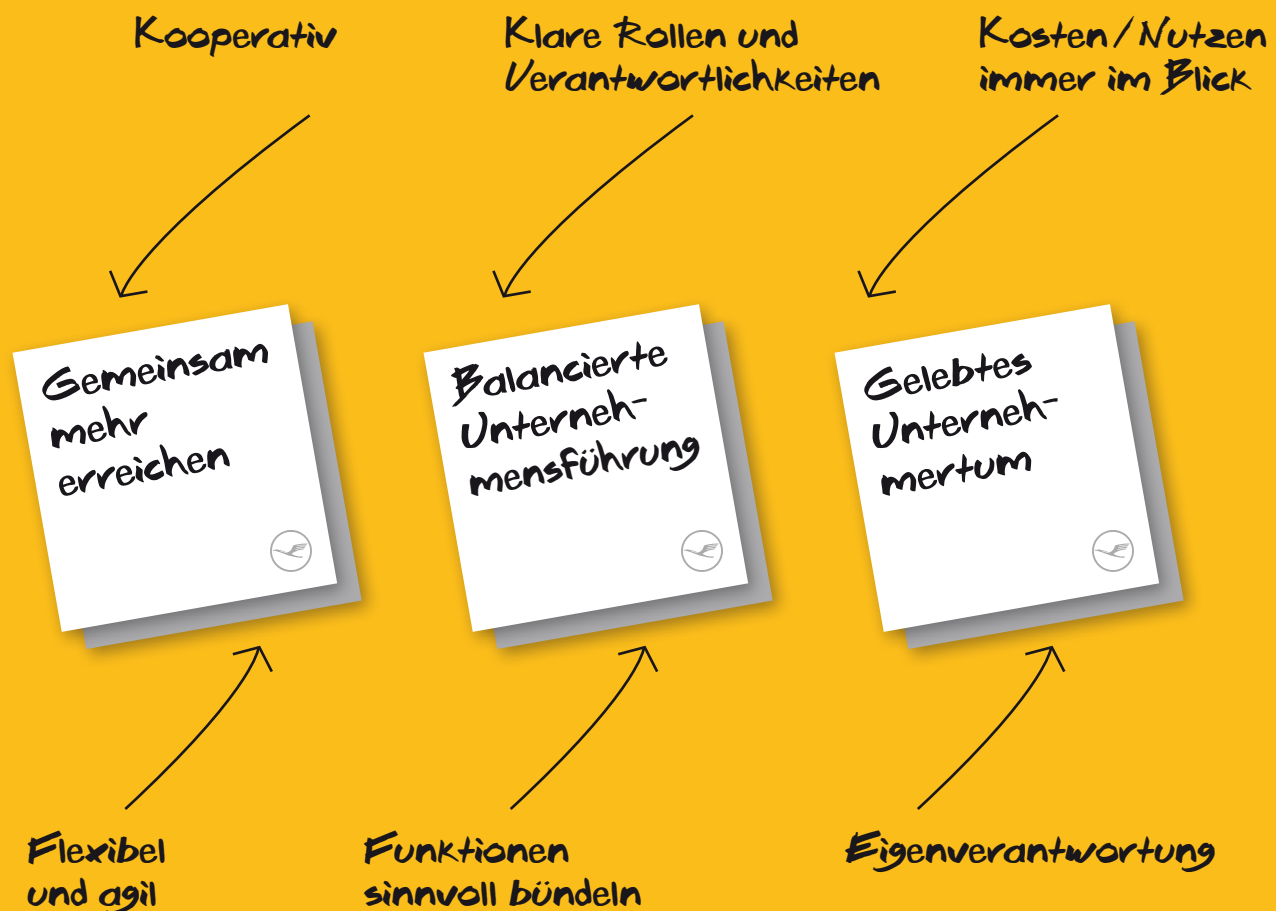 Kooperativ
Klare Rollen und
Verantwortlichkeiten
Kosten / Nutzen
immer im Blick
Gemeinsam
mehr
erreichen
Balancierte
Unterneh-
mensführung
Gelebtes
Unterneh-
mertum
Flexibel
und agil
Funktionen
sinnvoll bündeln
Eigenverantwortung